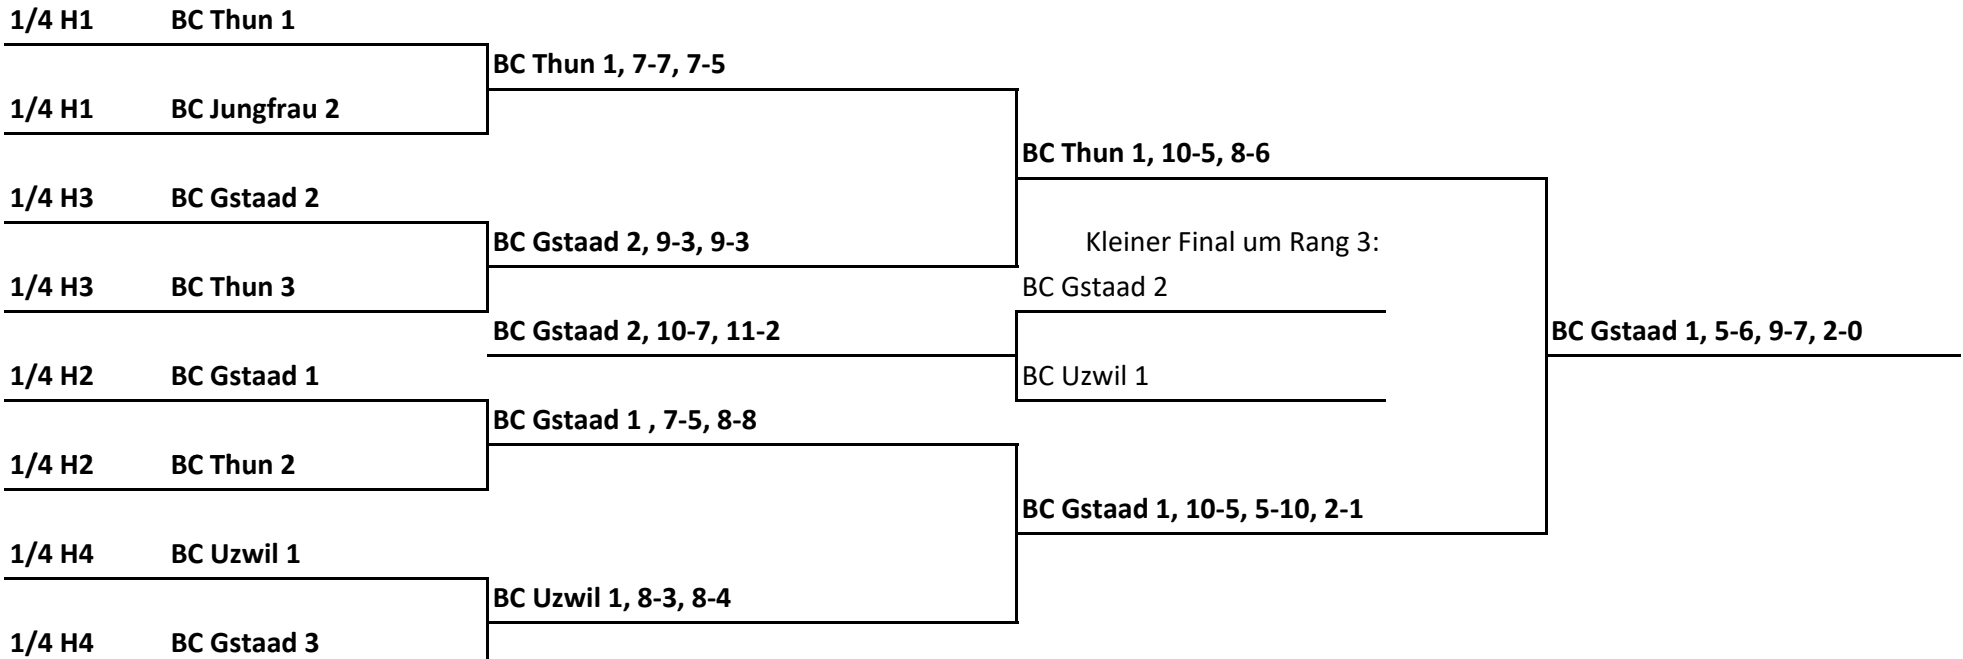 1/4 H1 BC Thun 1
BC Thun 1, 7-7, 7-5
1/4 H1 BC Jungfrau 2
BC Thun 1, 10-5, 8-6
1/4 H3 BC Gstaad 2
BC Gstaad 2, 9-3, 9-3 Kleiner Final um Rang 3:
1/4 H3 BC Thun 3 BC Gstaad 2
BC Gstaad 2, 10-7, 11-2 BC Gstaad 1, 5-6, 9-7, 2-0
1/4 H2 BC Gstaad 1 BC Uzwil 1
BC Gstaad 1 , 7-5, 8-8
1/4 H2 BC Thun 2
BC Gstaad 1, 10-5, 5-10, 2-1
1/4 H4 BC Uzwil 1
BC Uzwil 1, 8-3, 8-4
1/4 H4 BC Gstaad 3